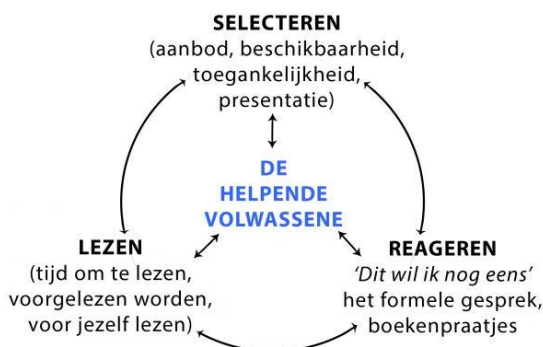 SELECTEREN
(aanbod, beschikbaarheid,
toegankelijkheid,
presentatie)
DE
HELPENDE
VOLWASSENE
LEZEN
(tijd om te lezen,
voorgelezen worden,
voor jezelf lezen)
REAGEREN
'Dit wil ik nog eens'
het formele gesprek,
boekenpraatjes